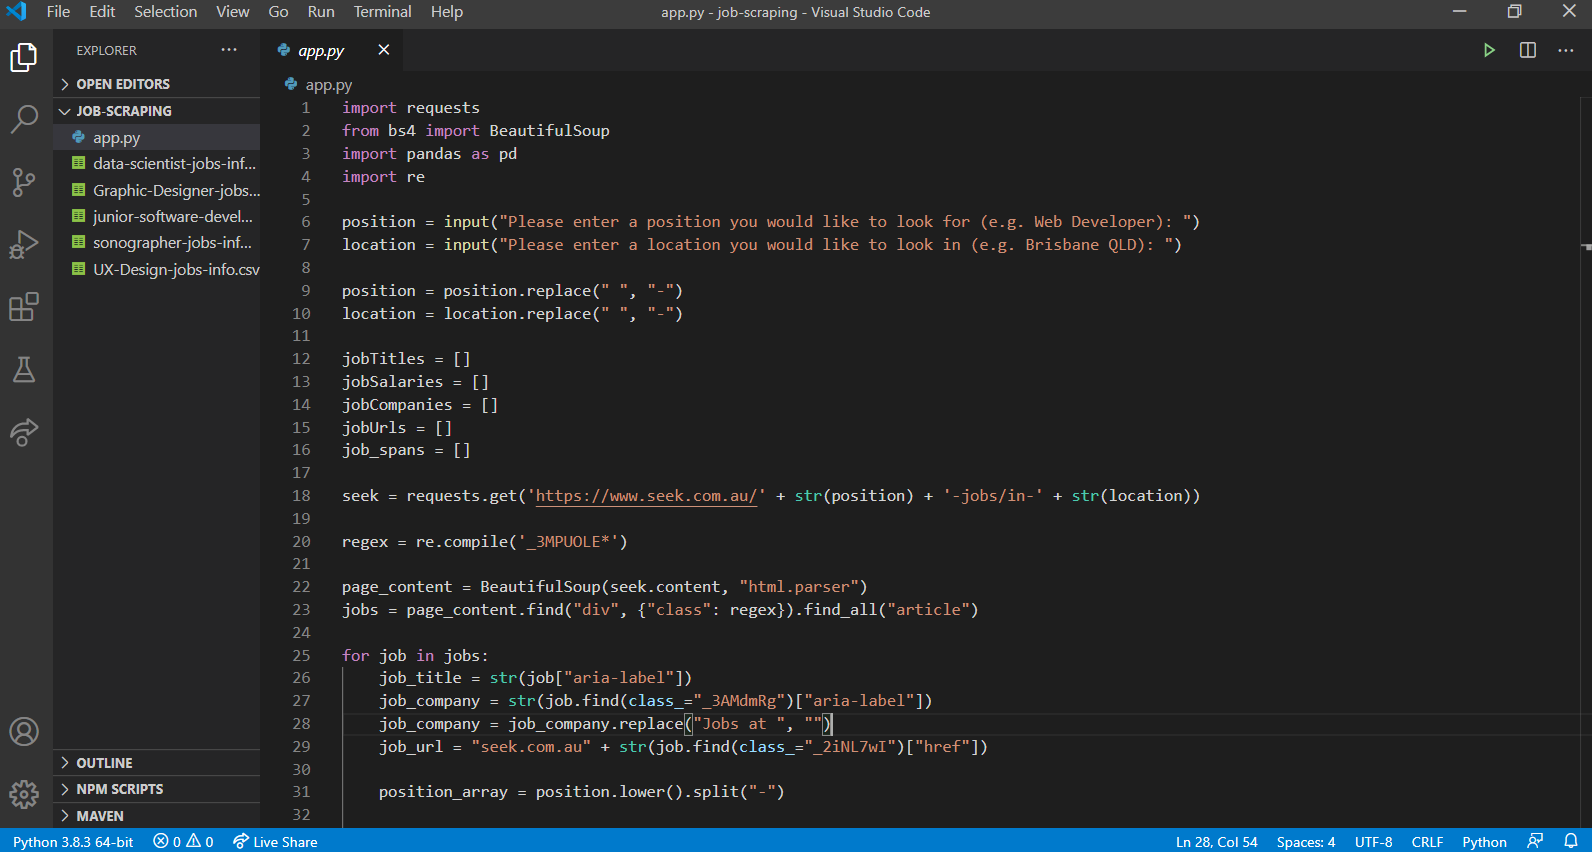 File Edit Selection View Go Run Terminal Help
app.py - job-scraping - Visual Studio Code
EXPLORER ···
OPEN EDITORS
JOB-SCRAPING
app.py
data-scientist-jobs-inf...
Graphic-Designer-jobs...
junior-software-devel...
sonographer-jobs-inf...
UX-Design-jobs-info.csv
OUTLINE
NPM SCRIPTS
MAVEN
app.py
app.py
1 import requests
2 from bs4 import BeautifulSoup
3 import pandas as pd
4 import re
5
6 position = input("Please enter a position you would like to look for (e.g. Web Developer): ")
7 location = input("Please enter a location you would like to look in (e.g. Brisbane QLD): ")
8
9 position = position.replace(" ", "-")
10 location = location.replace(" ", "-")
11
12 jobTitles = []
13 jobSalaries = []
14 jobCompanies = []
15 jobUrls = []
16 job_spans = []
17
18 seek = requests.get('https://www.seek.com.au/' + str(position) + '-jobs/in-' + str(location))
19
20 regex = re.compile('_3MPUOLE*')
21
22 page_content = BeautifulSoup(seek.content, "html.parser")
23 jobs = page_content.find("div", {"class": regex}).find_all("article")
24
25 for job in jobs:
26     job_title = str(job["aria-label"])
27     job_company = str(job.find(class_="_3AMdmRg")["aria-label"])
28     job_company = job_company.replace("Jobs at ", "")
29     job_url = "seek.com.au" + str(job.find(class_="_2iNL7wI")["href"])
30
31     position_array = position.lower().split("-")
32
Python 3.8.3 64-bit 0 0 Live Share Ln 28, Col 54 Spaces: 4 UTF-8 CRLF Python